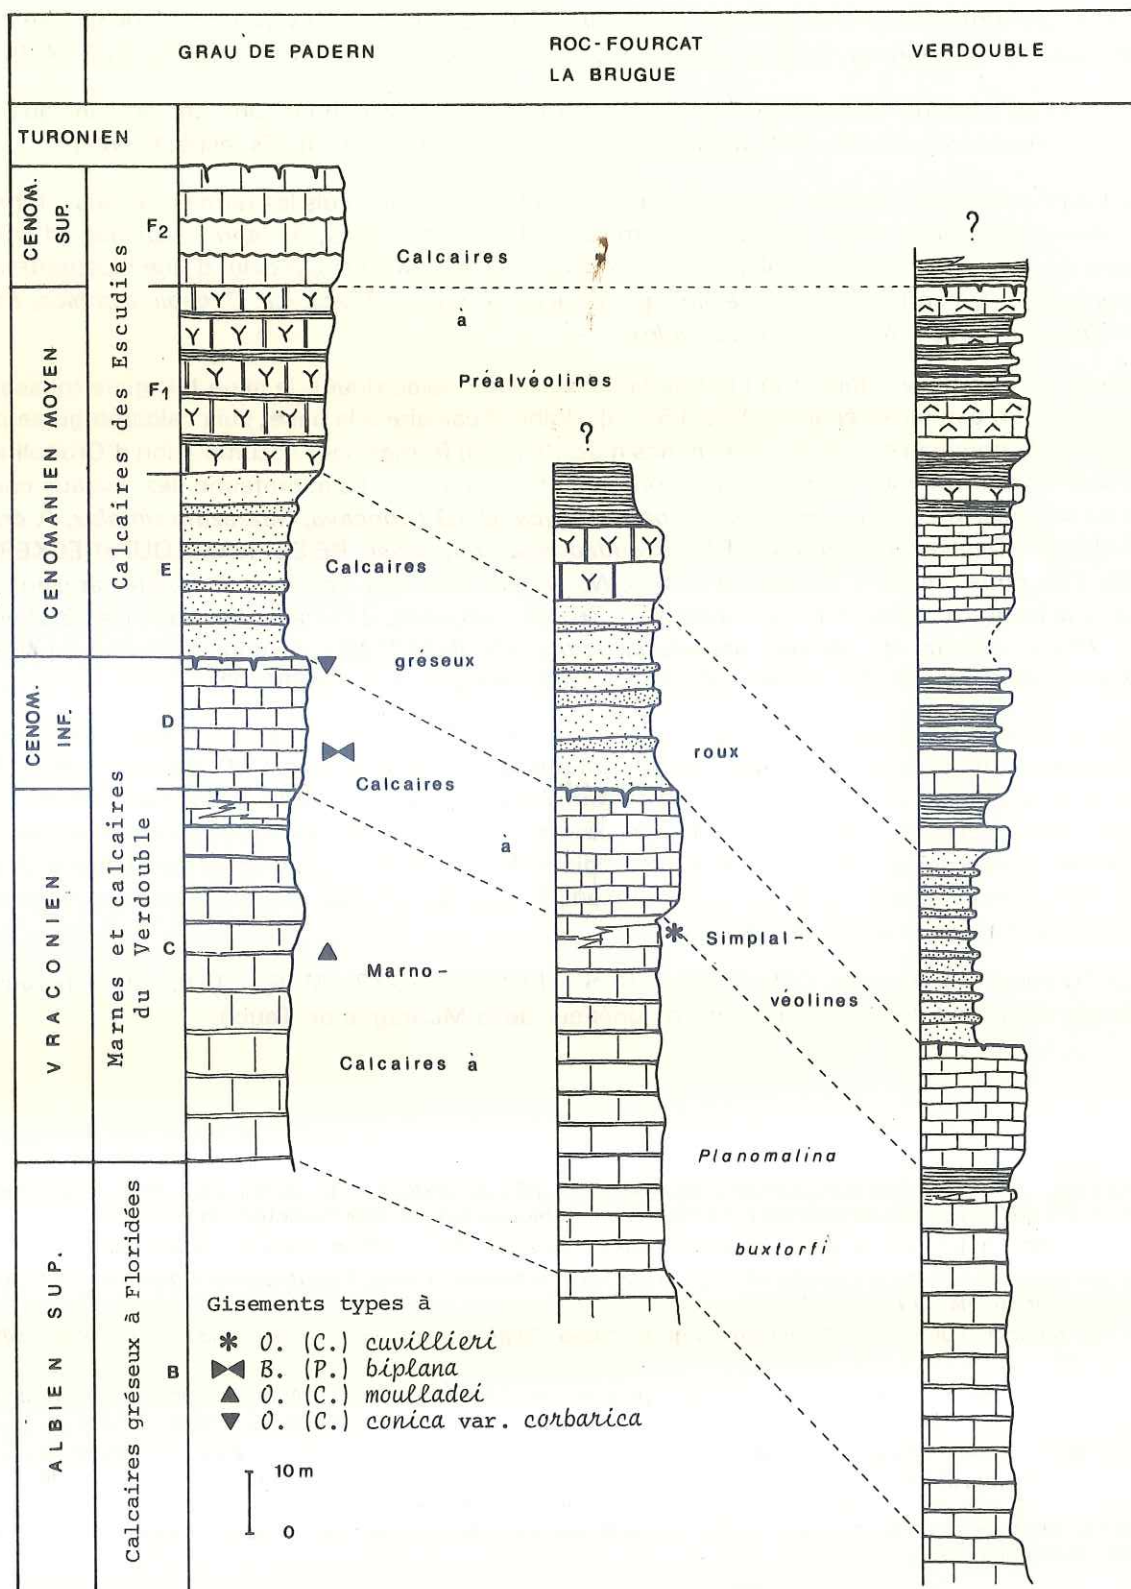 GRAU DE PADERN
ROC-FOURCAT
LA BRUGUE
VERDOUBLE
TURONIEN
CENOM.
SUP.
CENOMANIEN MOYEN
CENOM.
INF.
VRACONIEN
ALBIEN SUP.
Calcaires des Escudiés
Marnes et calcaires
du Verdouble
Calcaires gréseux à Floridées
F2
F1
E
D
C
B
?
?
Calcaires
à
Préalvéolines
Calcaires
gréseux
roux
Calcaires
à
Simplal-
véolines
Marno-
Calcaires à
Planomalina
buxtorfi
Gisements types à
O. (C.) cuvillieri
B. (P.) biplana
O. (C.) moulladei
O. (C.) conica var. corbarica
10 m
0